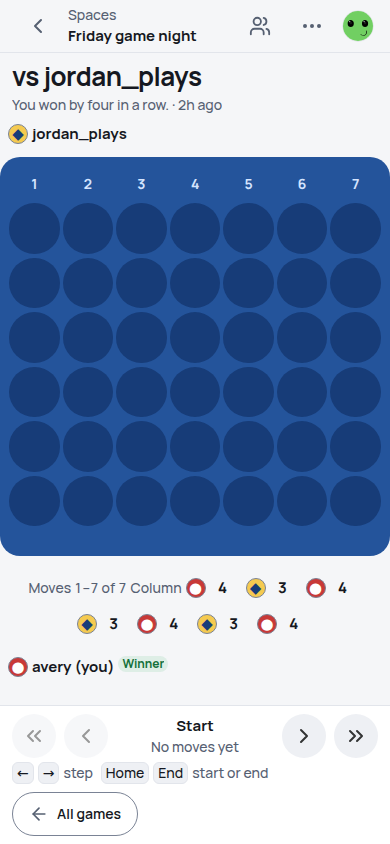 Spaces
Friday game night
vs jordan_plays
You won by four in a row. · 2h ago
jordan_plays
1 2 3 4 5 6 7
Moves 1–7 of 7 Column 4 3 4
3 4 3 4
avery (you) Winner
Start
No moves yet
← → step Home End start or end
All games